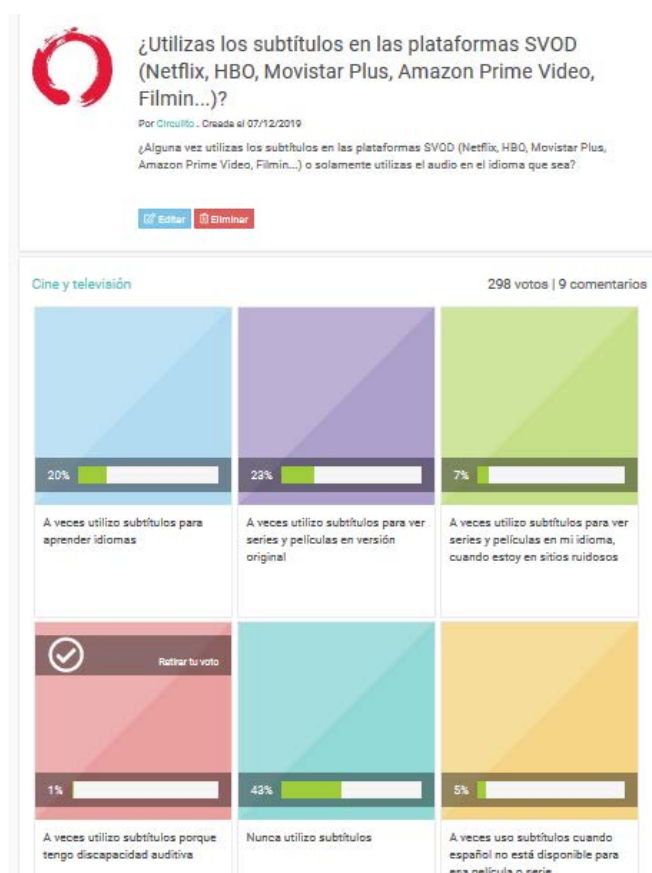 ¿Utilizas los subtítulos en las plataformas SVOD
(Netflix, HBO, Movistar Plus, Amazon Prime Video,
Filmin...)?
Por Circulito . Creada el 07/12/2019
¿Alguna vez utilizas los subtítulos en las plataformas SVOD (Netflix, HBO, Movistar Plus,
Amazon Prime Video, Filmin...) o solamente utilizas el audio en el idioma que sea?
Editar Eliminar
Cine y televisión
298 votos | 9 comentarios
20%
A veces utilizo subtítulos para
aprender idiomas
23%
A veces utilizo subtítulos para ver
series y películas en versión
original
7%
A veces utilizo subtítulos para ver
series y películas en mi idioma,
cuando estoy en sitios ruidosos
Retirar tu voto
1%
A veces utilizo subtítulos porque
tengo discapacidad auditiva
43%
Nunca utilizo subtítulos
5%
A veces uso subtítulos cuando
español no está disponible para
esa película o serie